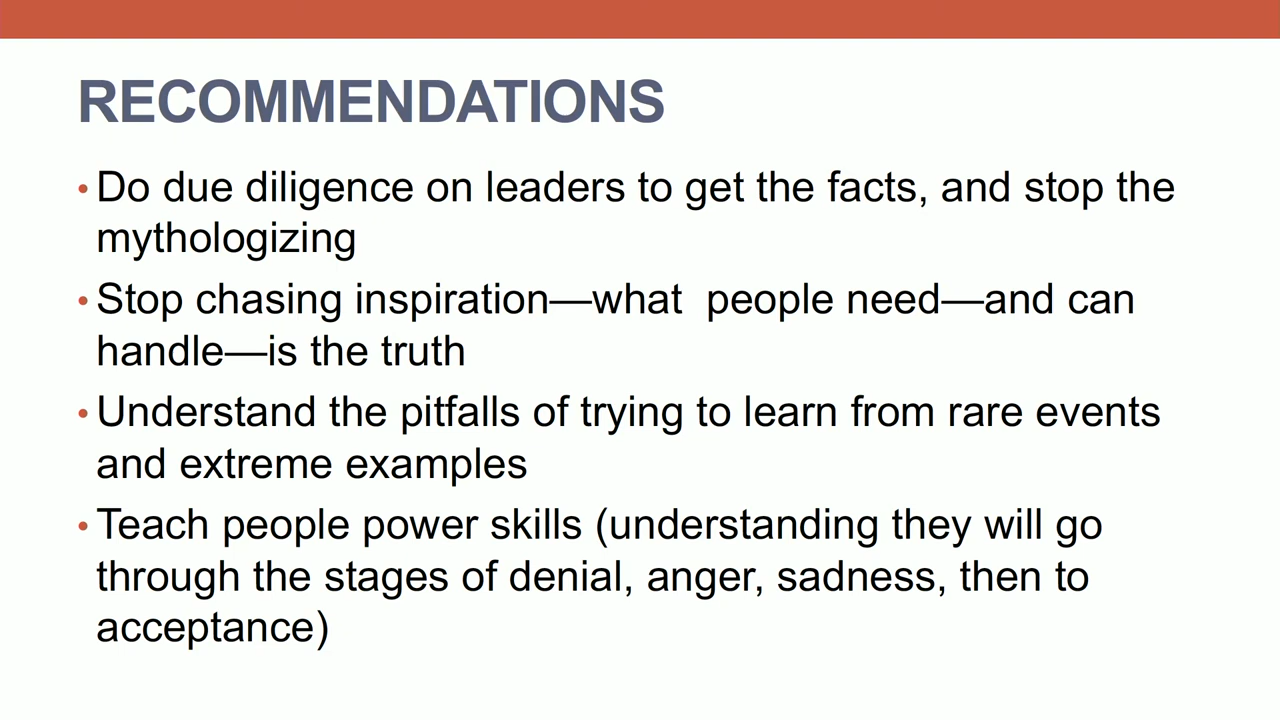 RECOMMENDATIONS
• Do due diligence on leaders to get the facts, and stop the
mythologizing
• Stop chasing inspiration—what  people need—and can
handle—is the truth
• Understand the pitfalls of trying to learn from rare events
and extreme examples
• Teach people power skills (understanding they will go
through the stages of denial, anger, sadness, then to
acceptance)